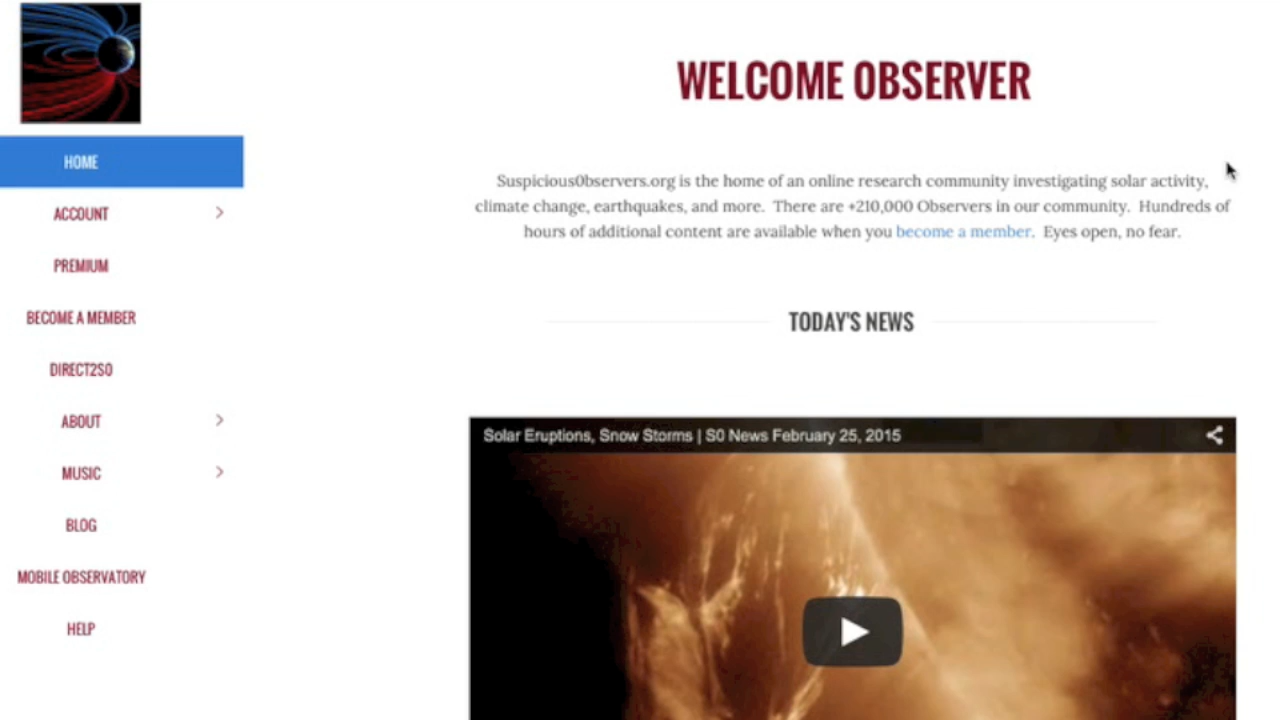 WELCOME OBSERVER
HOME
Suspicious0bservers.org is the home of an online research community investigating solar activity,
climate change, earthquakes, and more. There are +210,000 Observers in our community. Hundreds of
hours of additional content are available when you become a member. Eyes open, no fear.
ACCOUNT
PREMIUM
BECOME A MEMBER
DIRECT2S0
ABOUT
MUSIC
BLOG
MOBILE OBSERVATORY
HELP
TODAY'S NEWS
Solar Eruptions, Snow Storms | S0 News February 25, 2015